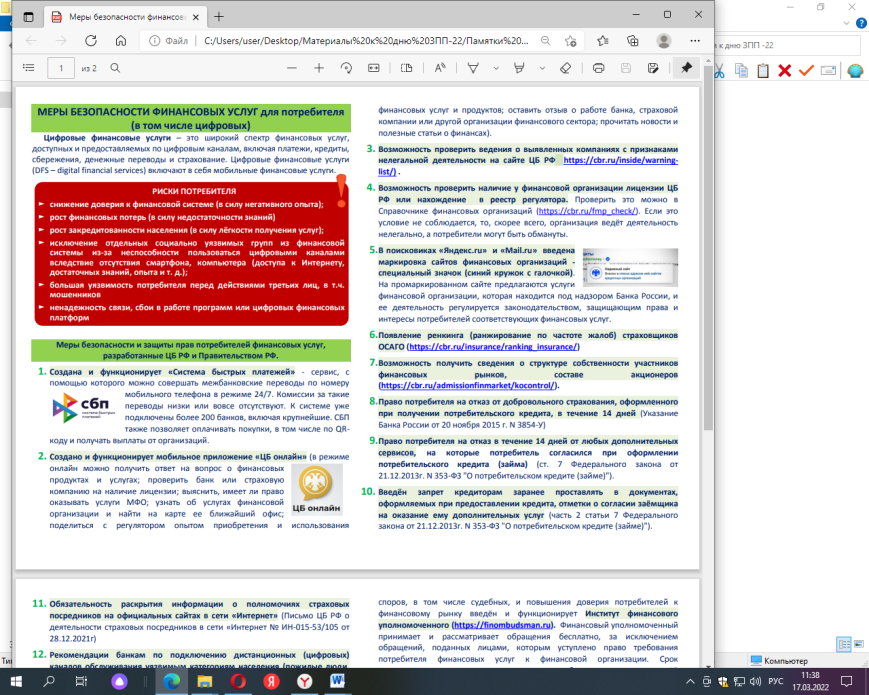 Меры безопасности финансов
Файл
C:/Users/user/Desktop/Материалы%20к%20дню%20ЗПП-22/Памятки%20...
к дню ЗПП -22
1
из 2
МЕРЫ БЕЗОПАСНОСТИ ФИНАНСОВЫХ УСЛУГ для потребителя
(в том числе цифровых)
Цифровые финансовые услуги – это широкий спектр финансовых услуг,
доступных и предоставляемых по цифровым каналам, включая платежи, кредиты,
сбережения, денежные переводы и страхование. Цифровые финансовые услуги
(DFS – digital financial services) включают в себя мобильные финансовые услуги.
РИСКИ ПОТРЕБИТЕЛЯ
► снижение доверия к финансовой системе (в силу негативного опыта);
► рост финансовых потерь (в силу недостаточности знаний)
► рост закредитованности населения (в силу лёгкости получения услуг);
► исключение отдельных социально уязвимых групп из финансовой
системы из-за неспособности пользоваться цифровыми каналами
вследствие отсутствия смартфона, компьютера (доступа к Интернету,
достаточных знаний, опыта и т. д.);
► большая уязвимость потребителя перед действиями третьих лиц, в т.ч.
мошенников
► ненадежность связи, сбои в работе программ или цифровых финансовых
платформ
Меры безопасности и защиты прав потребителей финансовых услуг,
разработанные ЦБ РФ и Правительством РФ.
1. Создана и функционирует «Система быстрых платежей» - сервис, с
помощью которого можно совершать межбанковские переводы по номеру
мобильного телефона в режиме 24/7. Комиссии за такие
переводы низки или вовсе отсутствуют. К системе уже
подключены более 200 банков, включая крупнейшие. СБП
также позволяет оплачивать покупки, в том числе по QR-
коду и получать выплаты от организаций.
сбп
система быстрых
платежей
2. Создано и функционирует мобильное приложение «ЦБ онлайн» (в режиме
онлайн можно получить ответ на вопрос о финансовых
продуктах и услугах; проверить банк или страховую
компанию на наличие лицензии; выяснить, имеет ли право
оказывать услуги МФО; узнать об услугах финансовой
организации и найти на карте ее ближайший офис;
поделиться с регулятором опытом приобретения и использования
ЦБ онлайн
финансовых услуг и продуктов; оставить отзыв о работе банка, страховой
компании или другой организации финансового сектора; прочитать новости и
полезные статьи о финансах).
3. Возможность проверить ведения о выявленных компаниях с признаками
нелегальной деятельности на сайте ЦБ РФ https://cbr.ru/inside/warning-
list/) .
4. Возможность проверить наличие у финансовой организации лицензии ЦБ
РФ или нахождение в реестр регулятора. Проверить это можно в
Справочнике финансовых организаций (https://cbr.ru/fmp_check/). Если это
условие не соблюдается, то, скорее всего, организация ведёт деятельность
нелегально, а потребители могут быть обмануты.
5. В поисковиках «Яндекс.ru» и «Mail.ru» введена
маркировка сайтов финансовых организаций -
специальный значок (синий кружок с галочкой).
На промаркированном сайте предлагаются услуги
финансовой организации, которая находится под надзором Банка России, и
ее деятельность регулируется законодательством, защищающим права и
интересы потребителей соответствующих финансовых услуг.
6. Появление ренкинга (ранжирование по частоте жалоб) страховщиков
ОСАГО (https://cbr.ru/insurance/ranking_insurance/)
7. Возможность получить сведения о структуре собственности участников
финансовых рынков, составе акционеров
(https://cbr.ru/admissionfinmarket/kocontrol/).
8. Право потребителя на отказ от добровольного страхования, оформленного
при получении потребительского кредита, в течение 14 дней (Указание
Банка России от 20 ноября 2015 г. N 3854-У)
9. Право потребителя на отказ в течение 14 дней от любых дополнительных
сервисов, на которые потребитель согласился при оформлении
потребительского кредита (займа) (ст. 7 Федерального закона от
21.12.2013г. N 353-ФЗ "О потребительском кредите (займе)").
10. Введён запрет кредиторам заранее проставлять в документах,
оформляемых при предоставлении кредита, отметки о согласии заёмщика
на оказание ему дополнительных услуг (часть 2 статьи 7 Федерального
закона от 21.12.2013г. N 353-ФЗ "О потребительском кредите (займе)").
11. Обязательность раскрытия информации о полномочиях страховых
посредников на официальных сайтах в сети «Интернет» (Письмо ЦБ РФ о
деятельности страховых посредников в сети «Интернет № ИН-015-53/105 от
28.12.2021г)
12. Рекомендации банкам по подключению дистанционных (цифровых)
каналов обслуживания уязвимым категориям населения (пожилые люди,
споров, в том числе судебных, и повышения доверия потребителей к
финансовому рынку введён и функционирует Институт финансового
уполномоченного (https://finombudsman.ru). Финансовый уполномоченный
принимает и рассматривает обращения бесплатно, за исключением
обращений, поданных лицами, которым уступлено право требования
потребителя финансовых услуг к финансовой организации. Срок
Компьютер
РУС
11:38
17.03.2022